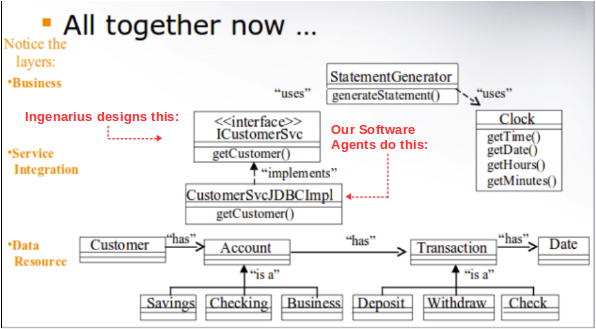 ▪ All together now …
Notice the
layers:
•Business
StatementGenerator
generateStatement()
"uses"
"uses"
Ingenarius designs this:
<<interface>>
ICustomerSvc
getCustomer()
Our Software
Agents do this:
Clock
getTime()
getDate()
getHours()
getMinutes()
•Service
Integration
"implements"
CustomerSvcJDBCImpl
getCustomer()
•Data
Resource
Customer
"has"
Account
"has"
Transaction
"has"
Date
"is a"
"is a"
Savings
Checking
Business
Deposit
Withdraw
Check